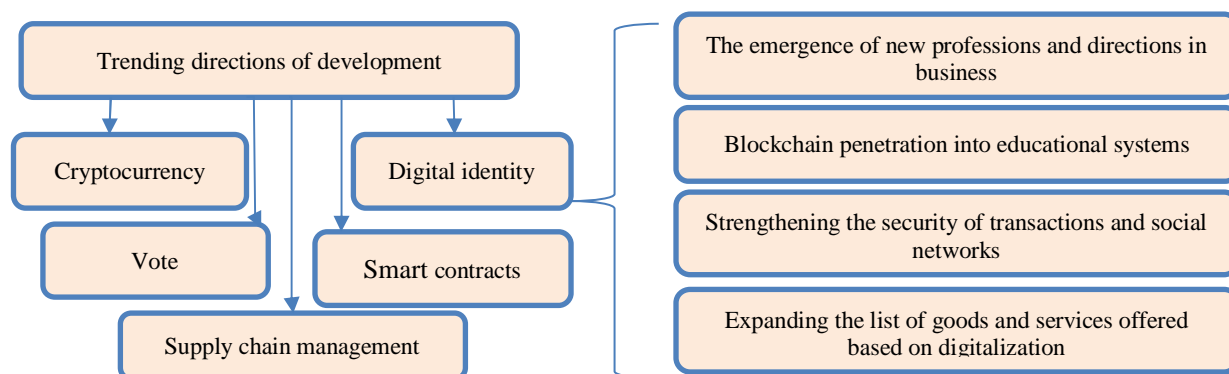 Trending directions of development
Cryptocurrency
Digital identity
Vote
Smart contracts
Supply chain management
The emergence of new professions and directions in
business
Blockchain penetration into educational systems
Strengthening the security of transactions and social
networks
Expanding the list of goods and services offered
based on digitalization